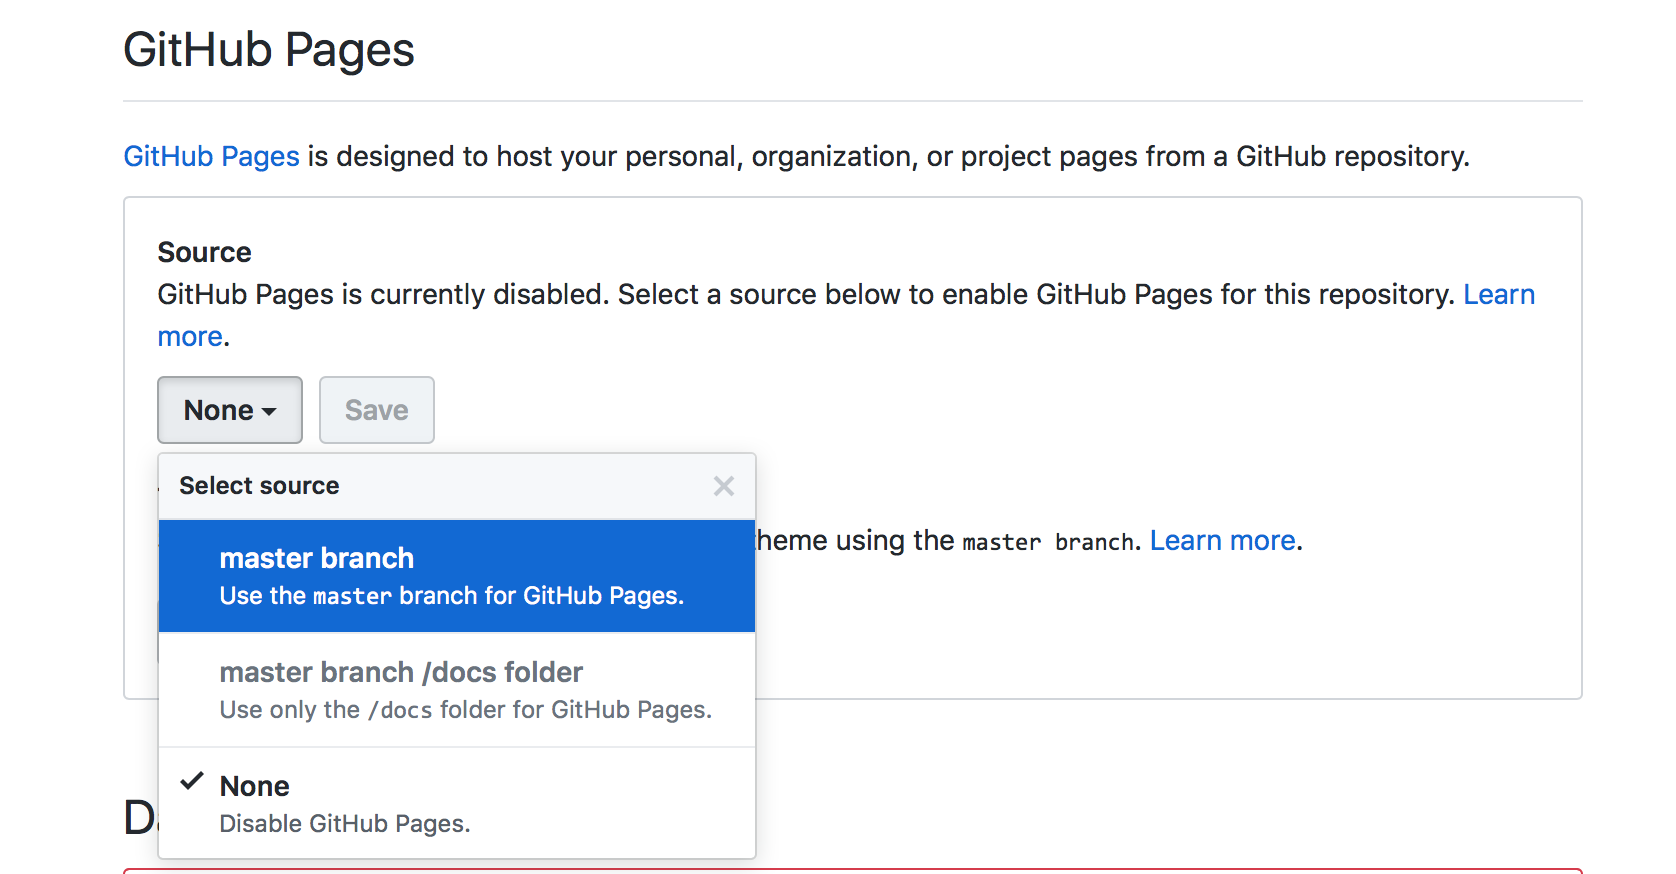 GitHub Pages
GitHub Pages is designed to host your personal, organization, or project pages from a GitHub repository.
Source
GitHub Pages is currently disabled. Select a source below to enable GitHub Pages for this repository. Learn
more.
None Save
Select source
master branch
Use the master branch for GitHub Pages.
heme using the master branch. Learn more.
master branch /docs folder
Use only the /docs folder for GitHub Pages.
None
Disable GitHub Pages.